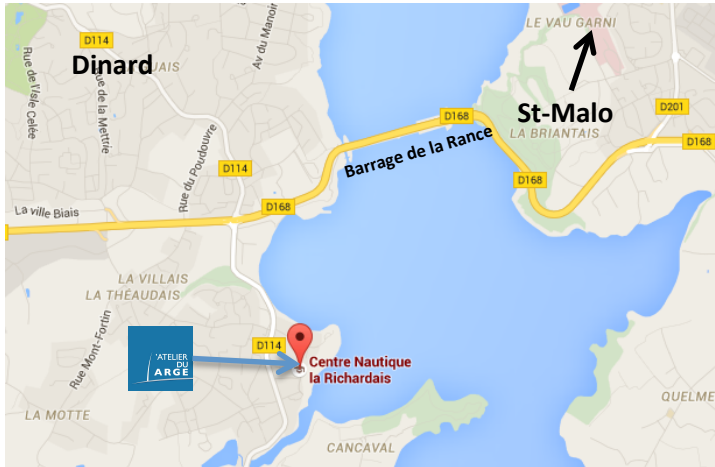 LE VAU GARNI
D114
Dinard
UAIS
Av du Manoir
Rue de l'Isle Celée
Rue de la Mettrie
St-Malo
D201
D168
LA BRIANTAIS
D168
Barrage de la Rance
Rue du Poudouvre
D114
D168
D168
La ville Biais
LA VILLAIS
LA THÉAUDAIS
Rue Mont-Fortin
'ATELIER
DU
ARGE
D114
Centre Nautique
la Richardais
QUELME
LA MOTTE
CANCAVAL